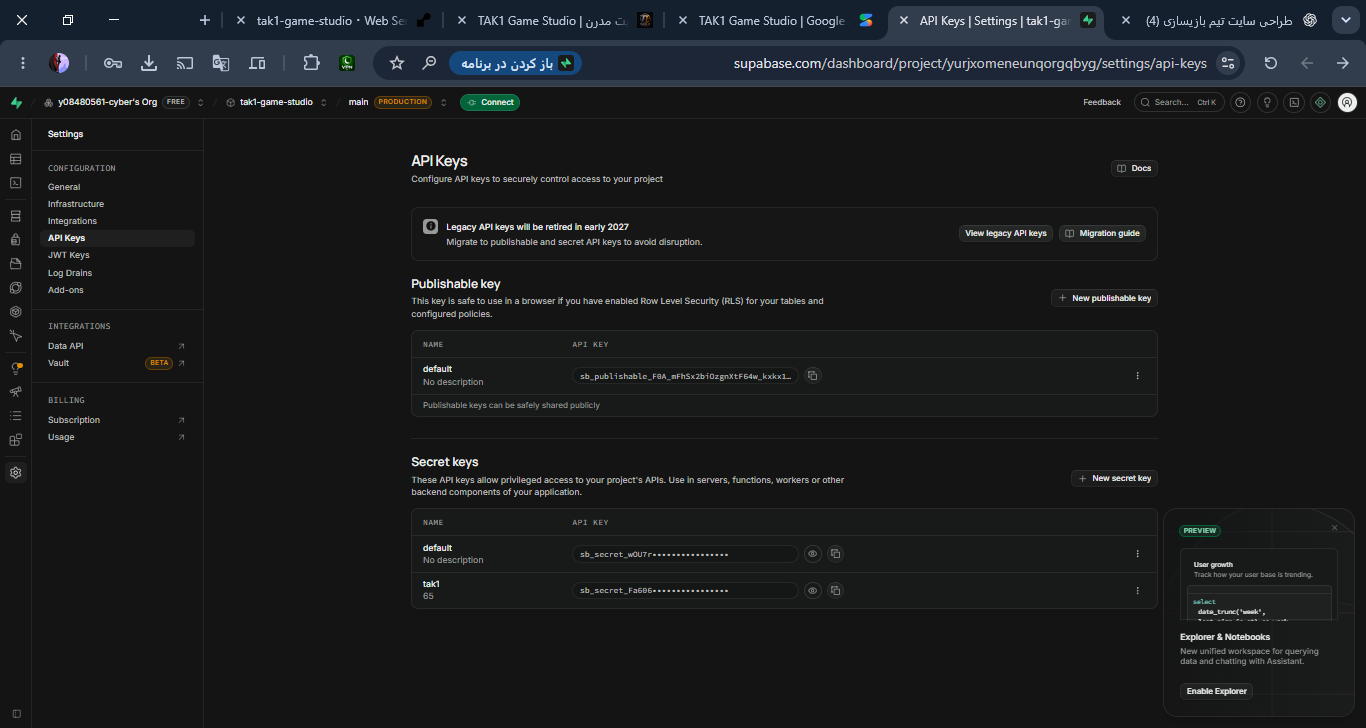 tak1-game-studio · Web Se
TAK1 Game Studio | یت مدرن
TAK1 Game Studio | Google
API Keys | Settings | tak1-gar
طراحی سایت تیم بازیسازی (4)
باز کردن در برنامه
supabase.com/dashboard/project/yurjxomeneunqorgqbyg/settings/api-keys
y08480561-cyber's Org FREE / tak1-game-studio / main PRODUCTION Connect
Feedback Search... Ctrl K
Settings
CONFIGURATION
General
Infrastructure
Integrations
API Keys
JWT Keys
Log Drains
Add-ons
INTEGRATIONS
Data API
Vault BETA
BILLING
Subscription
Usage
API Keys
Configure API keys to securely control access to your project
Docs
Legacy API keys will be retired in early 2027
Migrate to publishable and secret API keys to avoid disruption.
View legacy API keys Migration guide
Publishable key
This key is safe to use in a browser if you have enabled Row Level Security (RLS) for your tables and
configured policies.
New publishable key
NAME API KEY
default
No description
sb_publishable_F0A_mFhSx2biOzgnXtF64w_kxkx1…
Publishable keys can be safely shared publicly
Secret keys
These API keys allow privileged access to your project's APIs. Use in servers, functions, workers or other
backend components of your application.
New secret key
NAME API KEY
default
No description
sb_secret_wOU7r••••••••••••••••
tak1
65
sb_secret_Fa606••••••••••••••••
PREVIEW
User growth
Track how your user base is trending.
select
date_trunc('week',
Explorer & Notebooks
New unified workspace for querying
data and chatting with Assistant.
Enable Explorer